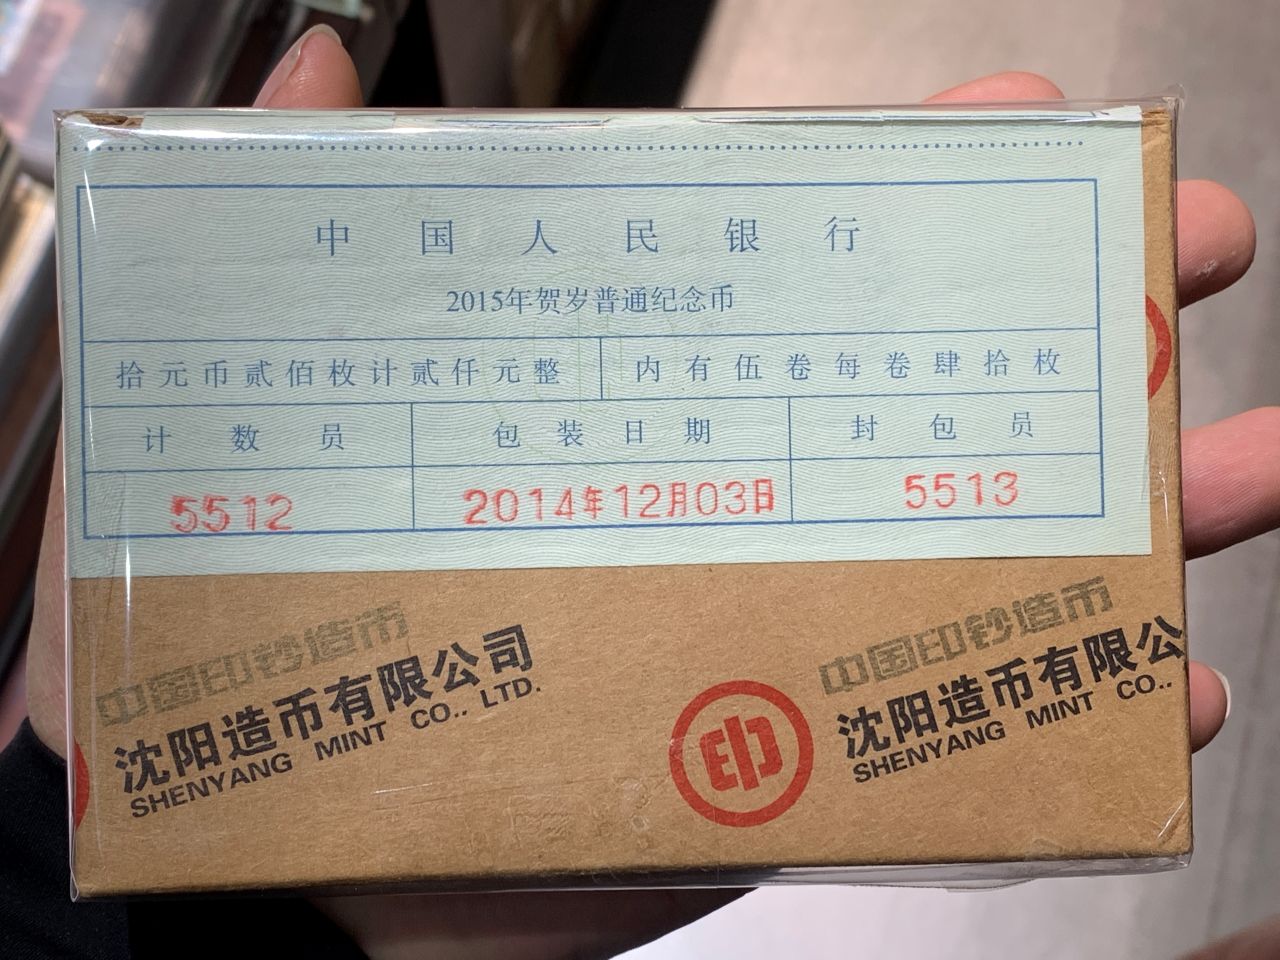 中国人民银行
2015年贺岁普通纪念币
拾元币贰佰枚计贰仟元整 内有伍卷每卷肆拾枚
计数员 包装日期 封包员
5512 2014年12月03日 5513
中国印钞造币
沈阳造币有限公司
SHENYANG MINT CO.. LTD.
印
中国印钞造币
沈阳造币有限公
SHENYANG MINT CO..